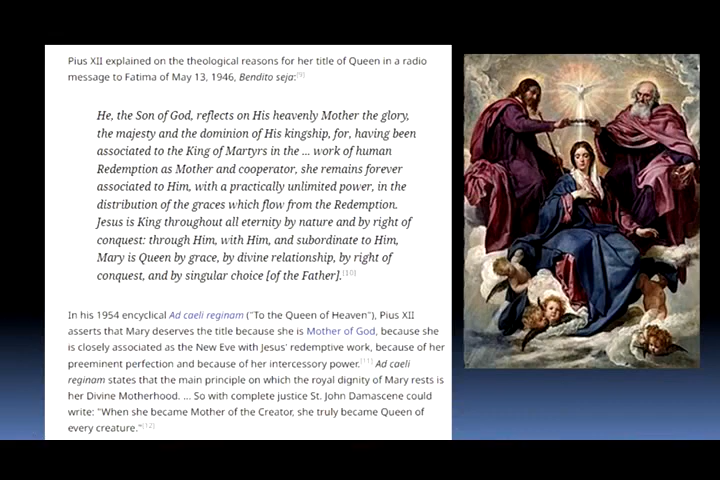 Pius XII explained on the theological reasons for her title of Queen in a radio
message to Fatima of May 13, 1946, Bendito seja:[9]
He, the Son of God, reflects on His heavenly Mother the glory,
the majesty and the dominion of His kingship, for, having been
associated to the King of Martyrs in the ... work of human
Redemption as Mother and cooperator, she remains forever
associated to Him, with a practically unlimited power, in the
distribution of the graces which flow from the Redemption.
Jesus is King throughout all eternity by nature and by right of
conquest: through Him, with Him, and subordinate to Him,
Mary is Queen by grace, by divine relationship, by right of
conquest, and by singular choice [of the Father].[10]
In his 1954 encyclical Ad caeli reginam ("To the Queen of Heaven"), Pius XII
asserts that Mary deserves the title because she is Mother of God, because she
is closely associated as the New Eve with Jesus' redemptive work, because of her
preeminent perfection and because of her intercessory power.[11] Ad caeli
reginam states that the main principle on which the royal dignity of Mary rests is
her Divine Motherhood. ... So with complete justice St. John Damascene could
write: "When she became Mother of the Creator, she truly became Queen of
every creature."[12]